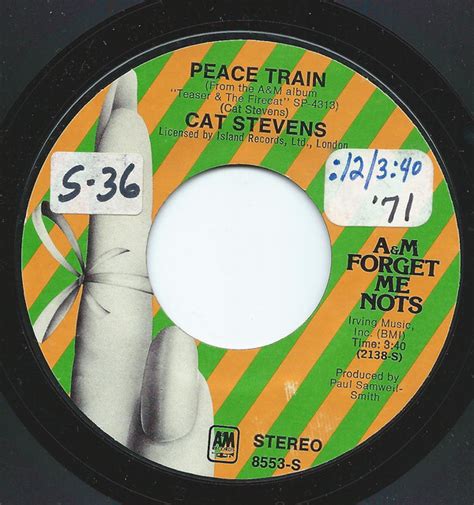 PEACE TRAIN
(From the A&M album
"Teaser & The Firecat" SP-4313)
(Cat Stevens)
CAT STEVENS
Licensed by Island Records, Ltd., London
S-36
:12/3:40
'71
A&M
FORGET
ME
NOTS
Irving Music,
Inc. (BMI)
Time: 3:40
(2138-S)
Produced by
Paul Samwell-
Smith
AM
STEREO
8553-S